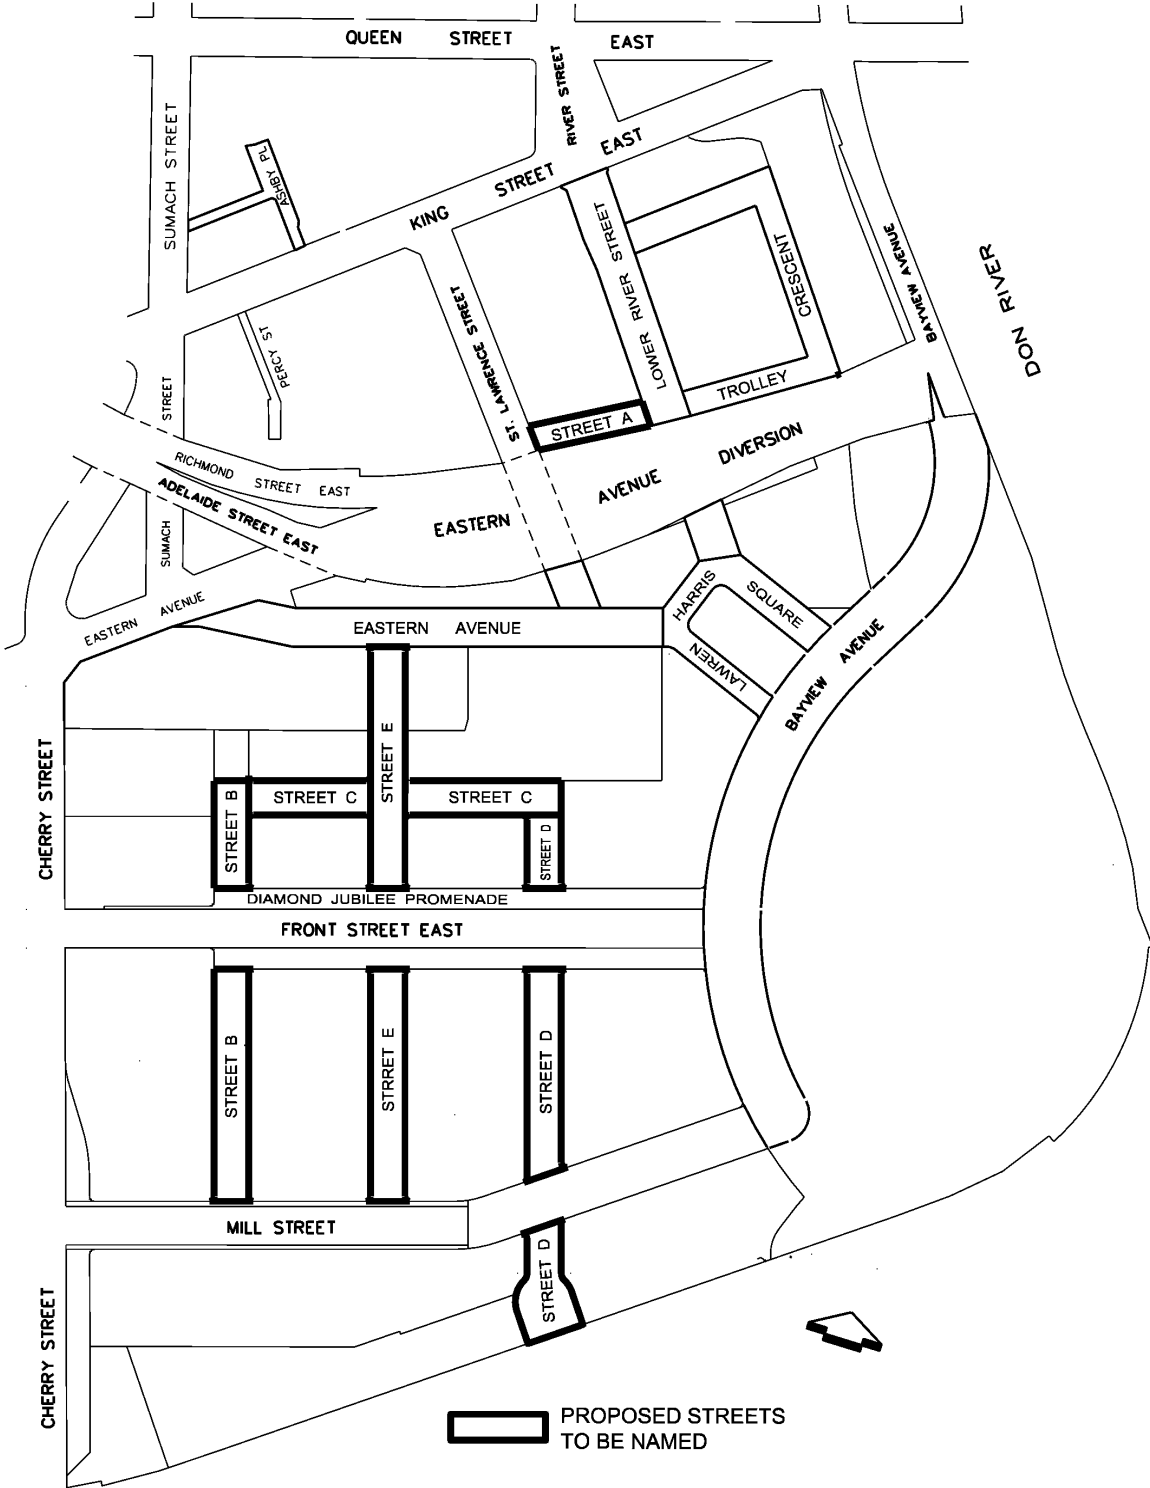 QUEEN STREET EAST
RIVER STREET
SUMACH STREET
ASHBY PL
KING STREET EAST
LOWER RIVER STREET
CRESCENT
BAYVIEW AVENUE
DON RIVER
ST. LAWRENCE STREET
PERCY ST
STREET
TROLLEY
STREET A
EASTERN AVENUE DIVERSION
RICHMOND STREET EAST
ADELAIDE STREET EAST
SUMACH
EASTERN AVENUE
EASTERN AVENUE
HARRIS
SQUARE
LAWREN
BAYVIEW AVENUE
CHERRY STREET
STREET E
STREET B
STREET C
STREET C
STREET D
DIAMOND JUBILEE PROMENADE
FRONT STREET EAST
STREET B
STRRET E
STREET D
MILL STREET
STREET D
CHERRY STREET
PROPOSED STREETS
TO BE NAMED